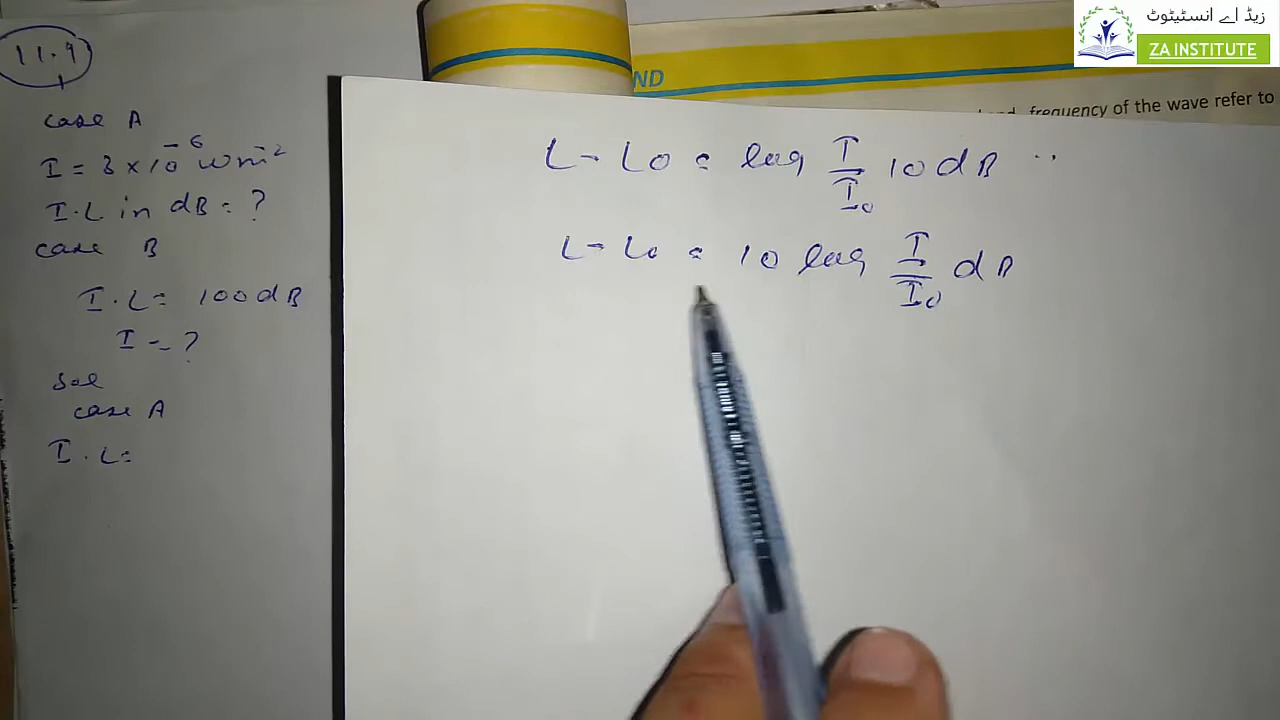 زیڈ اے انسٹیٹوٹ
ZA INSTITUTE
ND
frequency of the wave refer to
11.9
case A
I = 3 × 10⁻⁶ wm⁻²
I.L in dB = ?
case B
I.L = 100 dB
I = ?
Sol
case A
I.L =
L - L₀ = log I/I₀ 10 dB ..
L - L₀ = 10 log I/I₀ dB